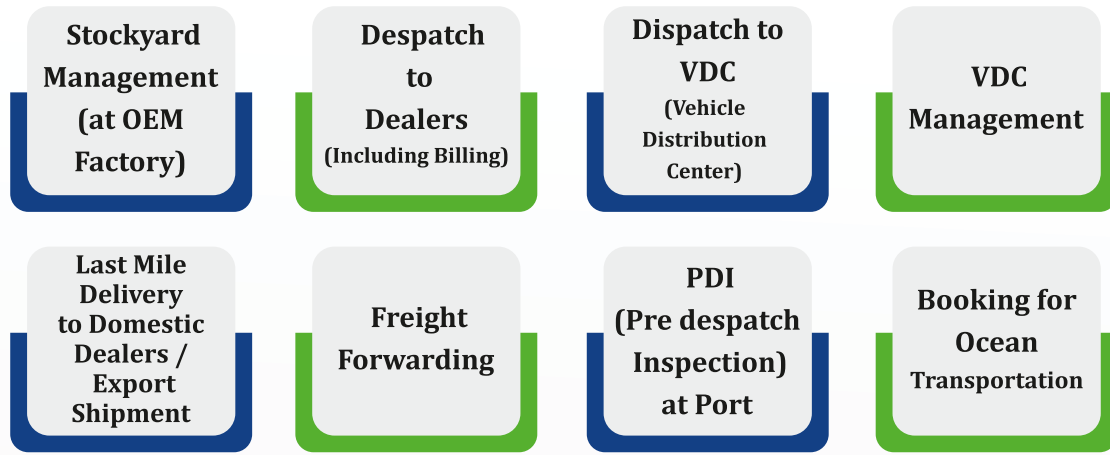 Stockyard
Management
(at OEM
Factory)
Despatch
to
Dealers
(Including Billing)
Dispatch to
VDC
(Vehicle
Distribution
Center)
VDC
Management
Last Mile
Delivery
to Domestic
Dealers /
Export
Shipment
Freight
Forwarding
PDI
(Pre despatch
Inspection)
at Port
Booking for
Ocean
Transportation